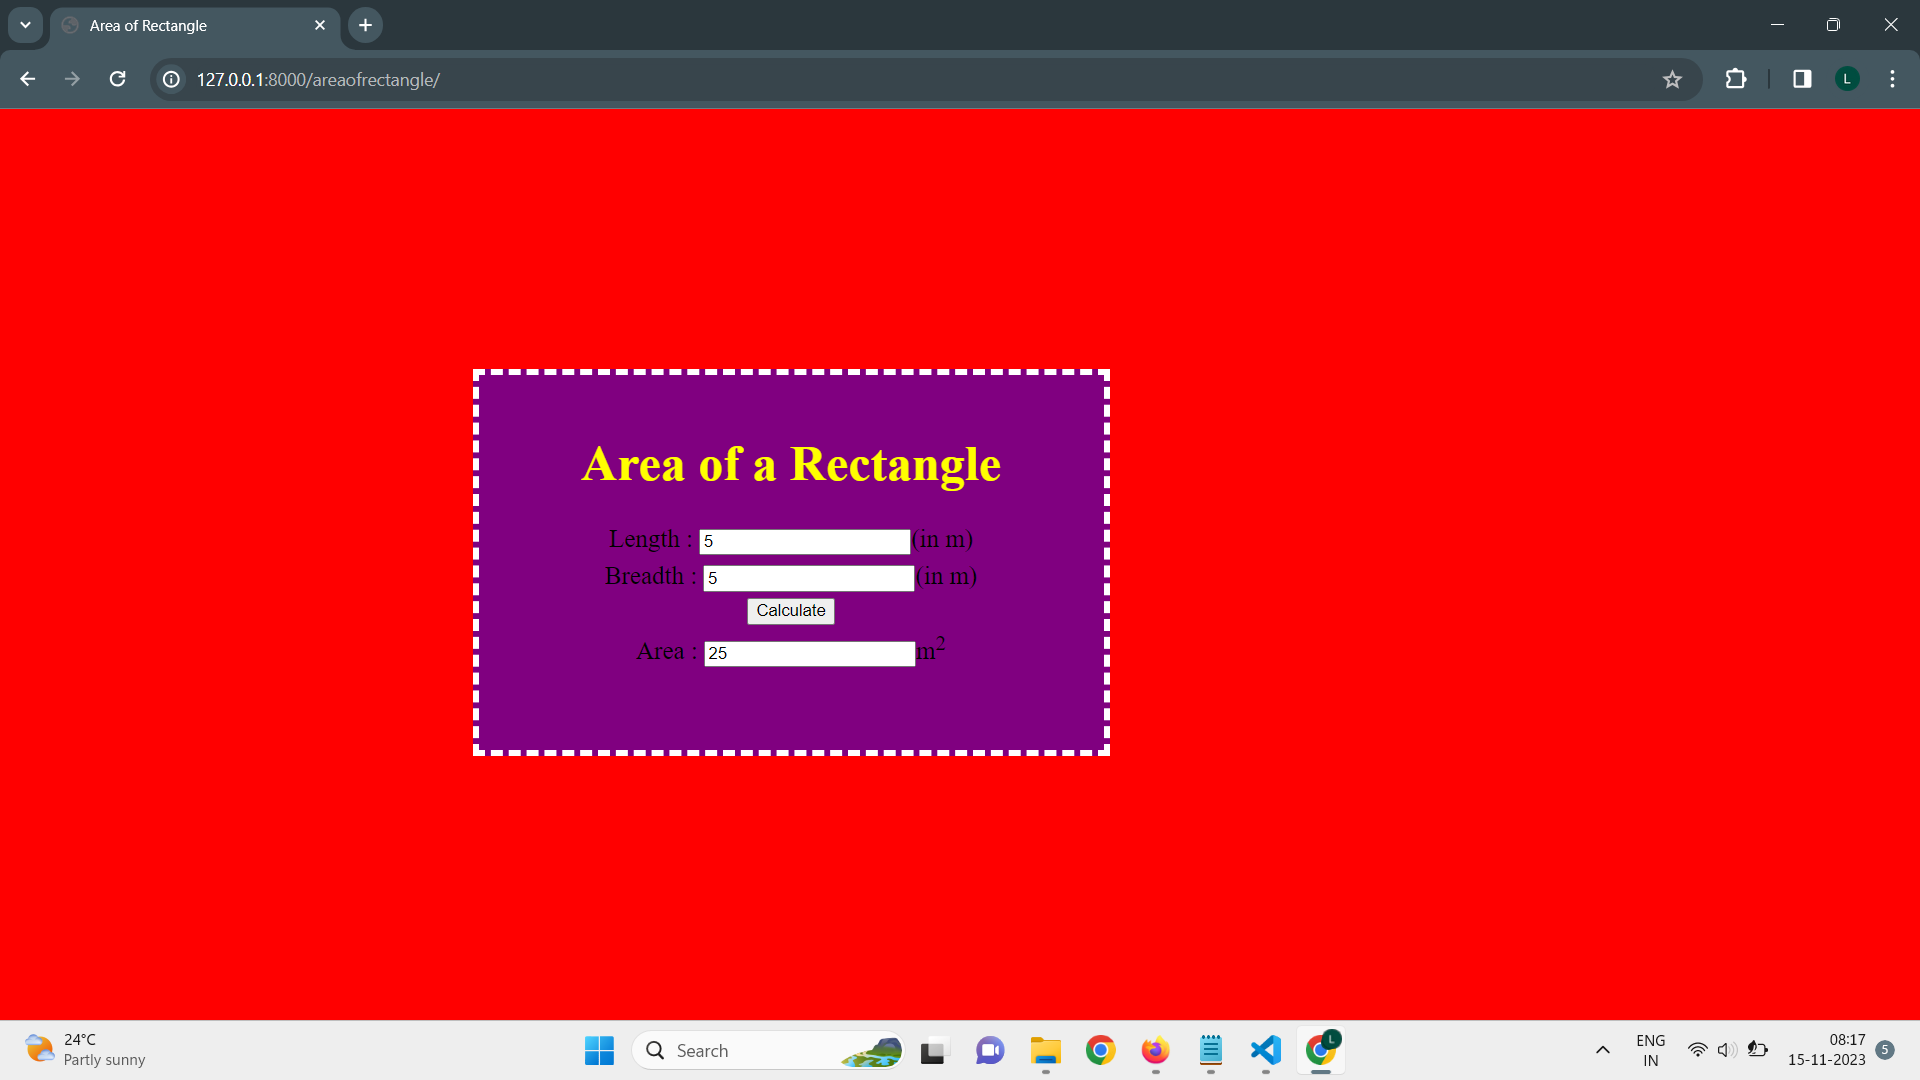 Area of Rectangle
127.0.0.1:8000/areaofrectangle/
L
Area of a Rectangle
Length : 5 (in m)
Breadth : 5 (in m)
Calculate
Area : 25 m²
24°C
Partly sunny
Search
L
ENG
IN
08:17
15-11-2023
5